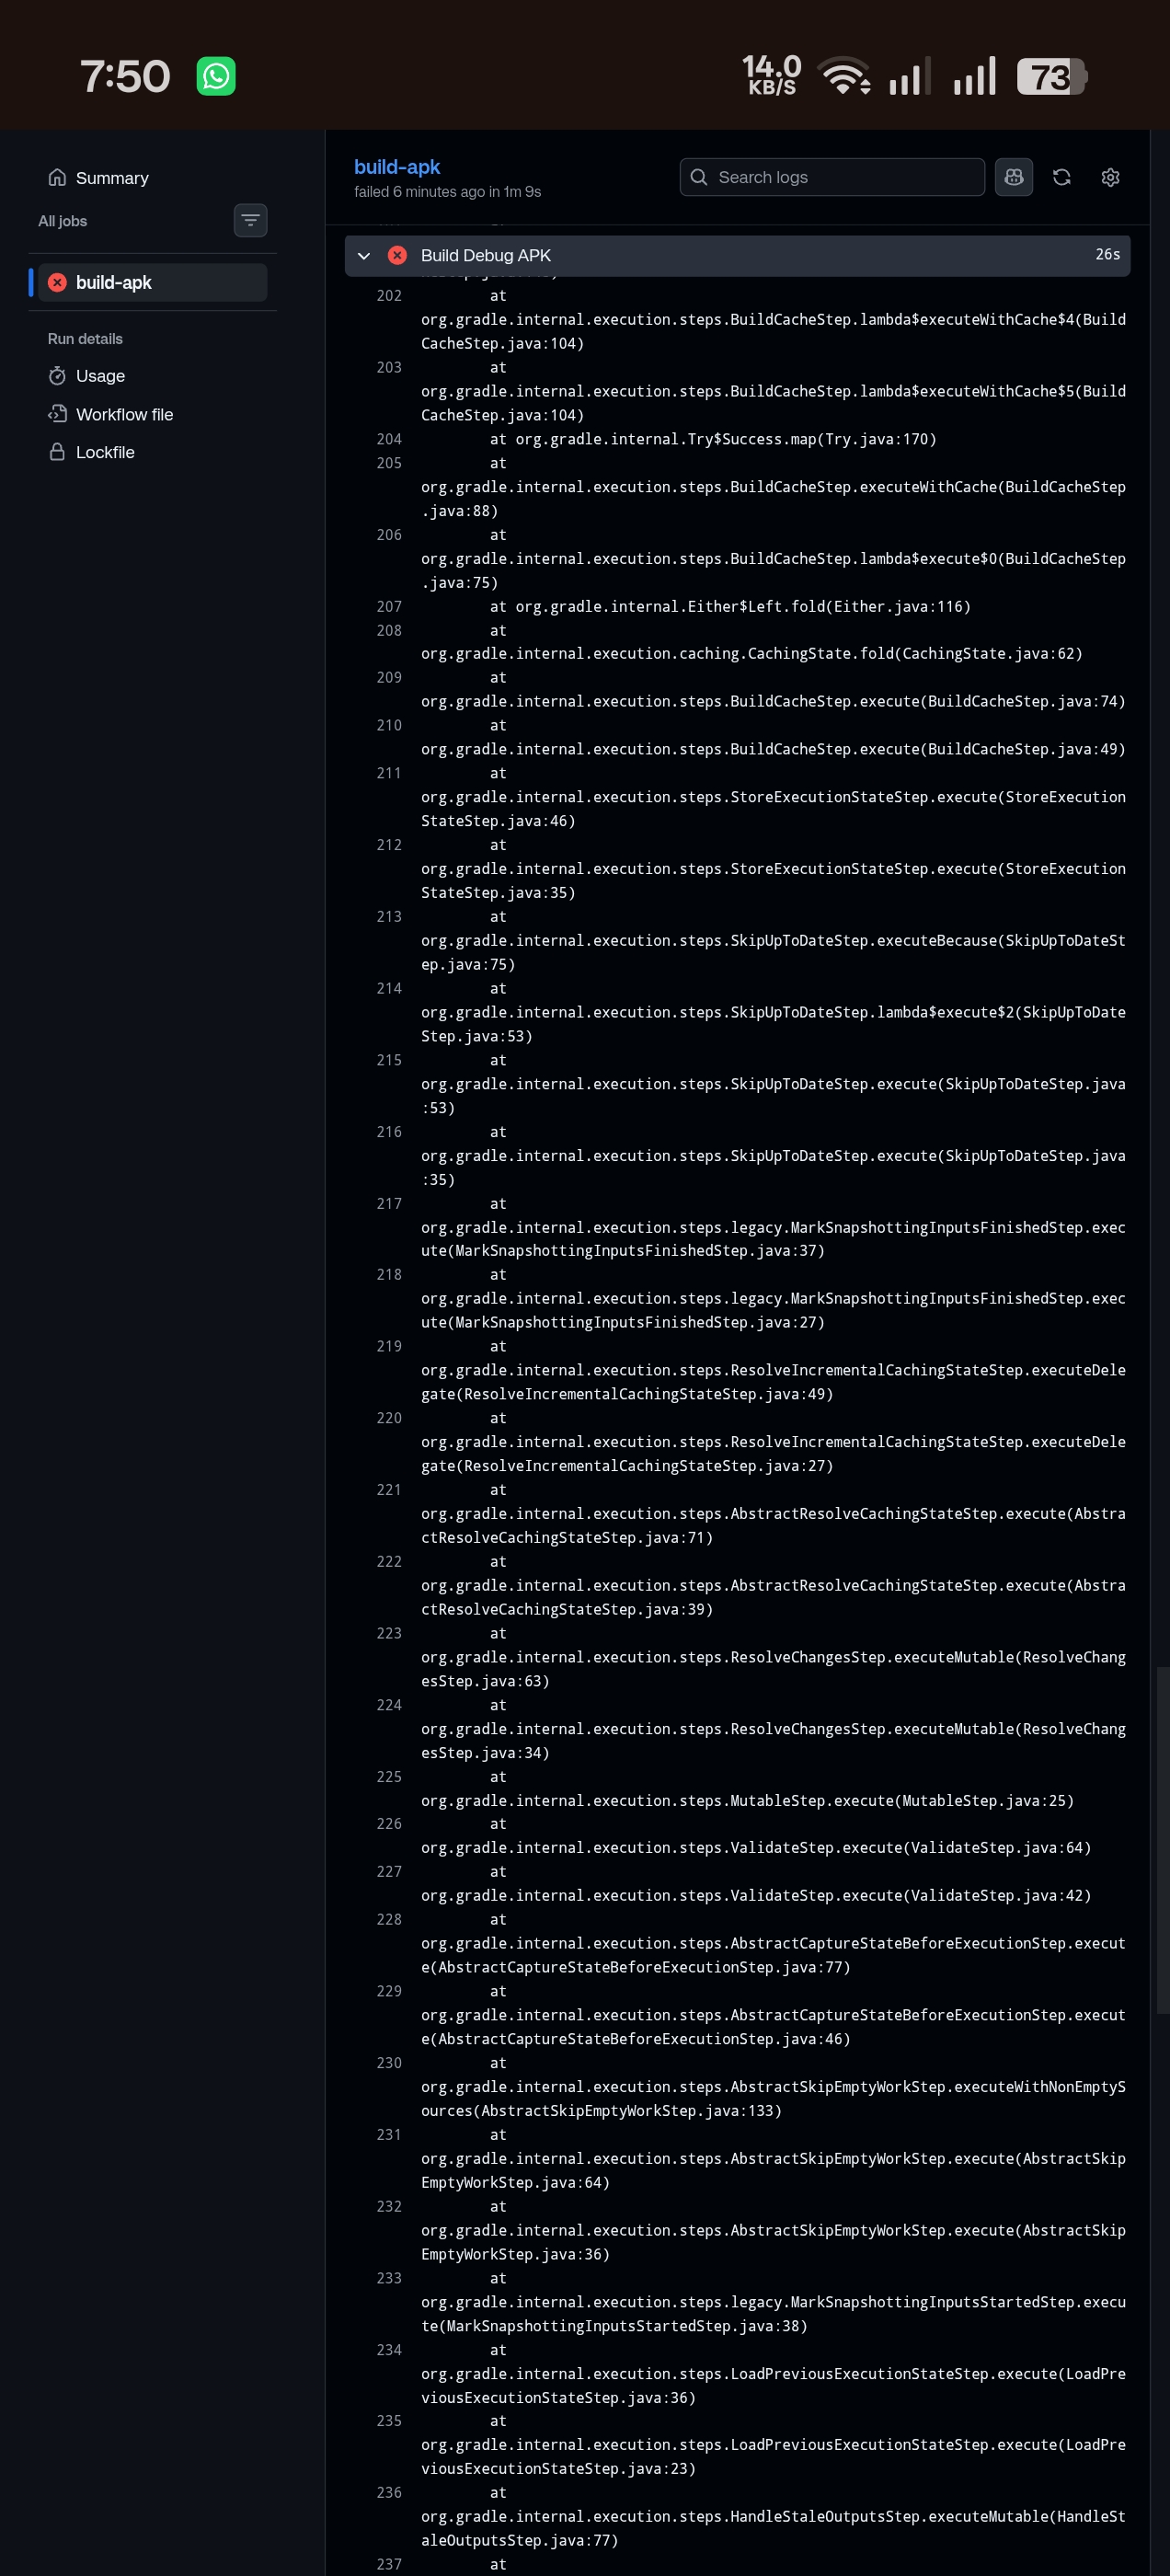 7:50
14.0
KB/S
73
Summary
All jobs
build-apk
Run details
Usage
Workflow file
Lockfile
build-apk
failed 6 minutes ago in 1m 9s
Search logs
Build Debug APK
26s
202 at
org.gradle.internal.execution.steps.BuildCacheStep.lambda$executeWithCache$4(Build
CacheStep.java:104)
203 at
org.gradle.internal.execution.steps.BuildCacheStep.lambda$executeWithCache$5(Build
CacheStep.java:104)
204 at org.gradle.internal.Try$Success.map(Try.java:170)
205 at
org.gradle.internal.execution.steps.BuildCacheStep.executeWithCache(BuildCacheStep
.java:88)
206 at
org.gradle.internal.execution.steps.BuildCacheStep.lambda$execute$0(BuildCacheStep
.java:75)
207 at org.gradle.internal.Either$Left.fold(Either.java:116)
208 at
org.gradle.internal.execution.caching.CachingState.fold(CachingState.java:62)
209 at
org.gradle.internal.execution.steps.BuildCacheStep.execute(BuildCacheStep.java:74)
210 at
org.gradle.internal.execution.steps.BuildCacheStep.execute(BuildCacheStep.java:49)
211 at
org.gradle.internal.execution.steps.StoreExecutionStateStep.execute(StoreExecution
StateStep.java:46)
212 at
org.gradle.internal.execution.steps.StoreExecutionStateStep.execute(StoreExecution
StateStep.java:35)
213 at
org.gradle.internal.execution.steps.SkipUpToDateStep.executeBecause(SkipUpToDateSt
ep.java:75)
214 at
org.gradle.internal.execution.steps.SkipUpToDateStep.lambda$execute$2(SkipUpToDate
Step.java:53)
215 at
org.gradle.internal.execution.steps.SkipUpToDateStep.execute(SkipUpToDateStep.java
:53)
216 at
org.gradle.internal.execution.steps.SkipUpToDateStep.execute(SkipUpToDateStep.java
:35)
217 at
org.gradle.internal.execution.steps.legacy.MarkSnapshottingInputsFinishedStep.exec
ute(MarkSnapshottingInputsFinishedStep.java:37)
218 at
org.gradle.internal.execution.steps.legacy.MarkSnapshottingInputsFinishedStep.exec
ute(MarkSnapshottingInputsFinishedStep.java:27)
219 at
org.gradle.internal.execution.steps.ResolveIncrementalCachingStateStep.executeDele
gate(ResolveIncrementalCachingStateStep.java:49)
220 at
org.gradle.internal.execution.steps.ResolveIncrementalCachingStateStep.executeDele
gate(ResolveIncrementalCachingStateStep.java:27)
221 at
org.gradle.internal.execution.steps.AbstractResolveCachingStateStep.execute(Abstra
ctResolveCachingStateStep.java:71)
222 at
org.gradle.internal.execution.steps.AbstractResolveCachingStateStep.execute(Abstra
ctResolveCachingStateStep.java:39)
223 at
org.gradle.internal.execution.steps.ResolveChangesStep.executeMutable(ResolveChang
esStep.java:63)
224 at
org.gradle.internal.execution.steps.ResolveChangesStep.executeMutable(ResolveChang
esStep.java:34)
225 at
org.gradle.internal.execution.steps.MutableStep.execute(MutableStep.java:25)
226 at
org.gradle.internal.execution.steps.ValidateStep.execute(ValidateStep.java:64)
227 at
org.gradle.internal.execution.steps.ValidateStep.execute(ValidateStep.java:42)
228 at
org.gradle.internal.execution.steps.AbstractCaptureStateBeforeExecutionStep.execut
e(AbstractCaptureStateBeforeExecutionStep.java:77)
229 at
org.gradle.internal.execution.steps.AbstractCaptureStateBeforeExecutionStep.execut
e(AbstractCaptureStateBeforeExecutionStep.java:46)
230 at
org.gradle.internal.execution.steps.AbstractSkipEmptyWorkStep.executeWithNonEmptyS
ources(AbstractSkipEmptyWorkStep.java:133)
231 at
org.gradle.internal.execution.steps.AbstractSkipEmptyWorkStep.execute(AbstractSkip
EmptyWorkStep.java:64)
232 at
org.gradle.internal.execution.steps.AbstractSkipEmptyWorkStep.execute(AbstractSkip
EmptyWorkStep.java:36)
233 at
org.gradle.internal.execution.steps.legacy.MarkSnapshottingInputsStartedStep.execu
te(MarkSnapshottingInputsStartedStep.java:38)
234 at
org.gradle.internal.execution.steps.LoadPreviousExecutionStateStep.execute(LoadPre
viousExecutionStateStep.java:36)
235 at
org.gradle.internal.execution.steps.LoadPreviousExecutionStateStep.execute(LoadPre
viousExecutionStateStep.java:23)
236 at
org.gradle.internal.execution.steps.HandleStaleOutputsStep.executeMutable(HandleSt
aleOutputsStep.java:77)
237 at